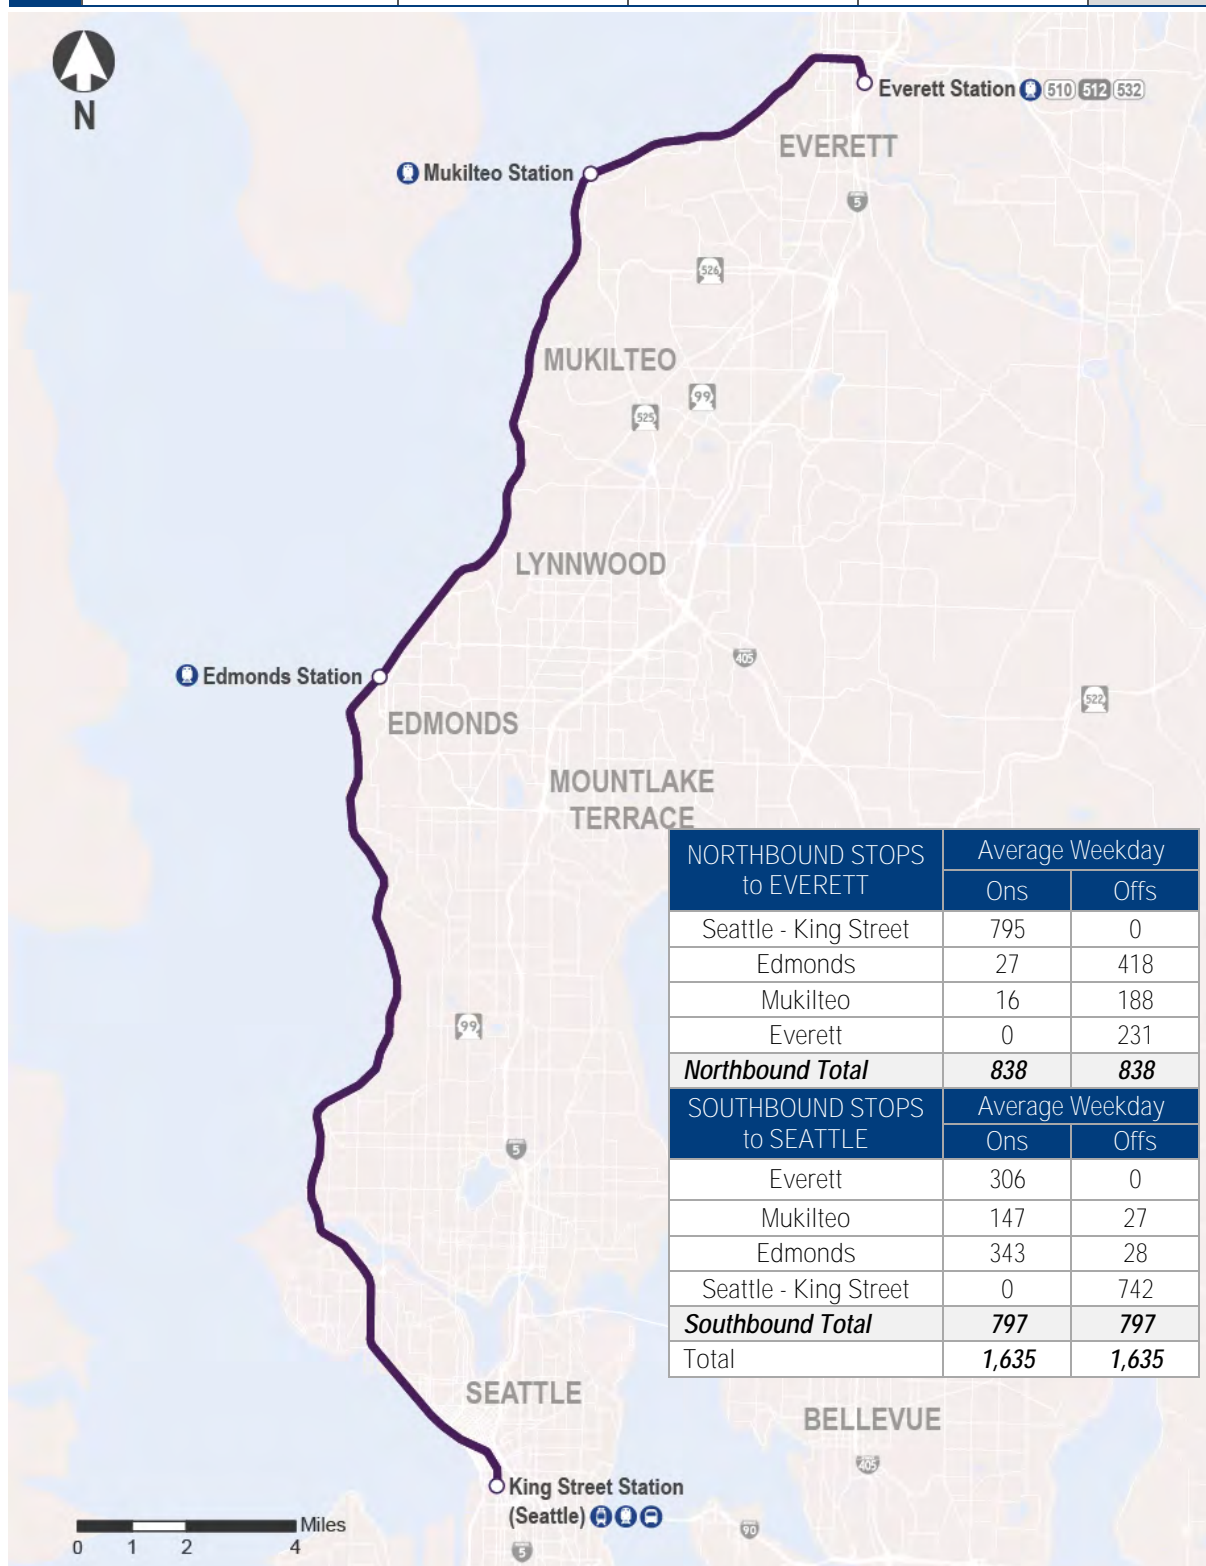 N
Everett Station 510 512 532
EVERETT
Mukilteo Station
5
526
MUKILTEO
99
525
LYNNWOOD
405
Edmonds Station
522
EDMONDS
MOUNTLAKE
TERRACE
NORTHBOUND STOPS
to EVERETT
Average Weekday
Ons Offs
Seattle - King Street 795 0
Edmonds 27 418
Mukilteo 16 188
Everett 0 231
Northbound Total 838 838
SOUTHBOUND STOPS
to SEATTLE
Average Weekday
Ons Offs
Everett 306 0
Mukilteo 147 27
Edmonds 343 28
Seattle - King Street 0 742
Southbound Total 797 797
Total 1,635 1,635
99
5
SEATTLE
BELLEVUE
405
King Street Station
(Seattle)
90
5
Miles
0 1 2 4